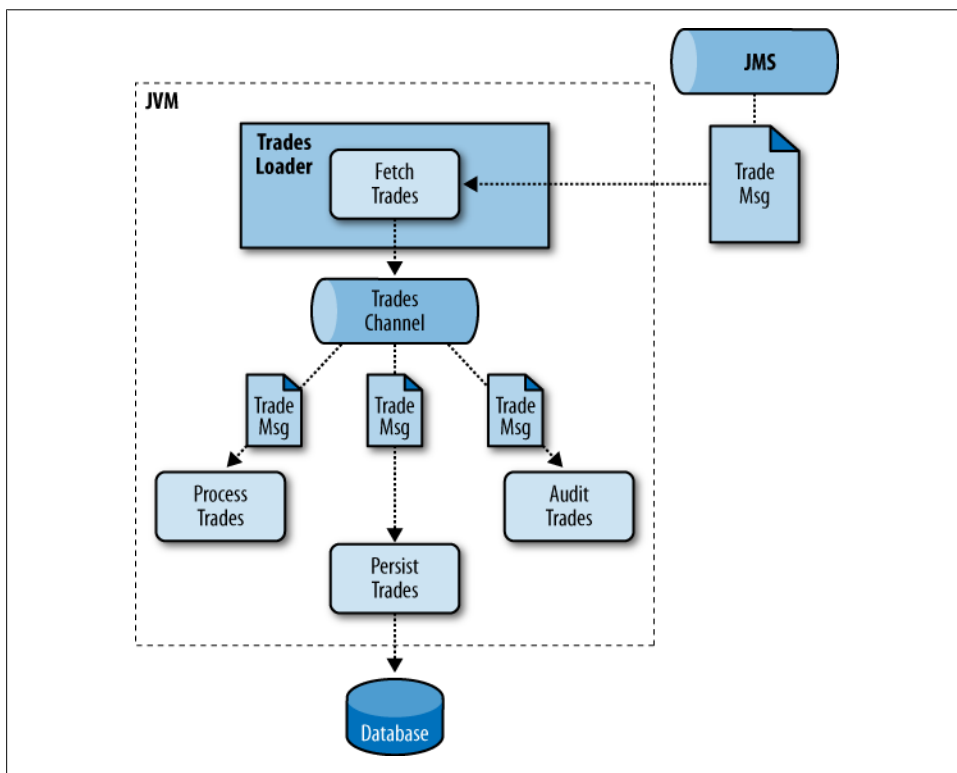 JMS
JVM
Trades
Loader
Fetch
Trades
Trade
Msg
Trades
Channel
Trade
Msg
Trade
Msg
Trade
Msg
Process
Trades
Audit
Trades
Persist
Trades
Database